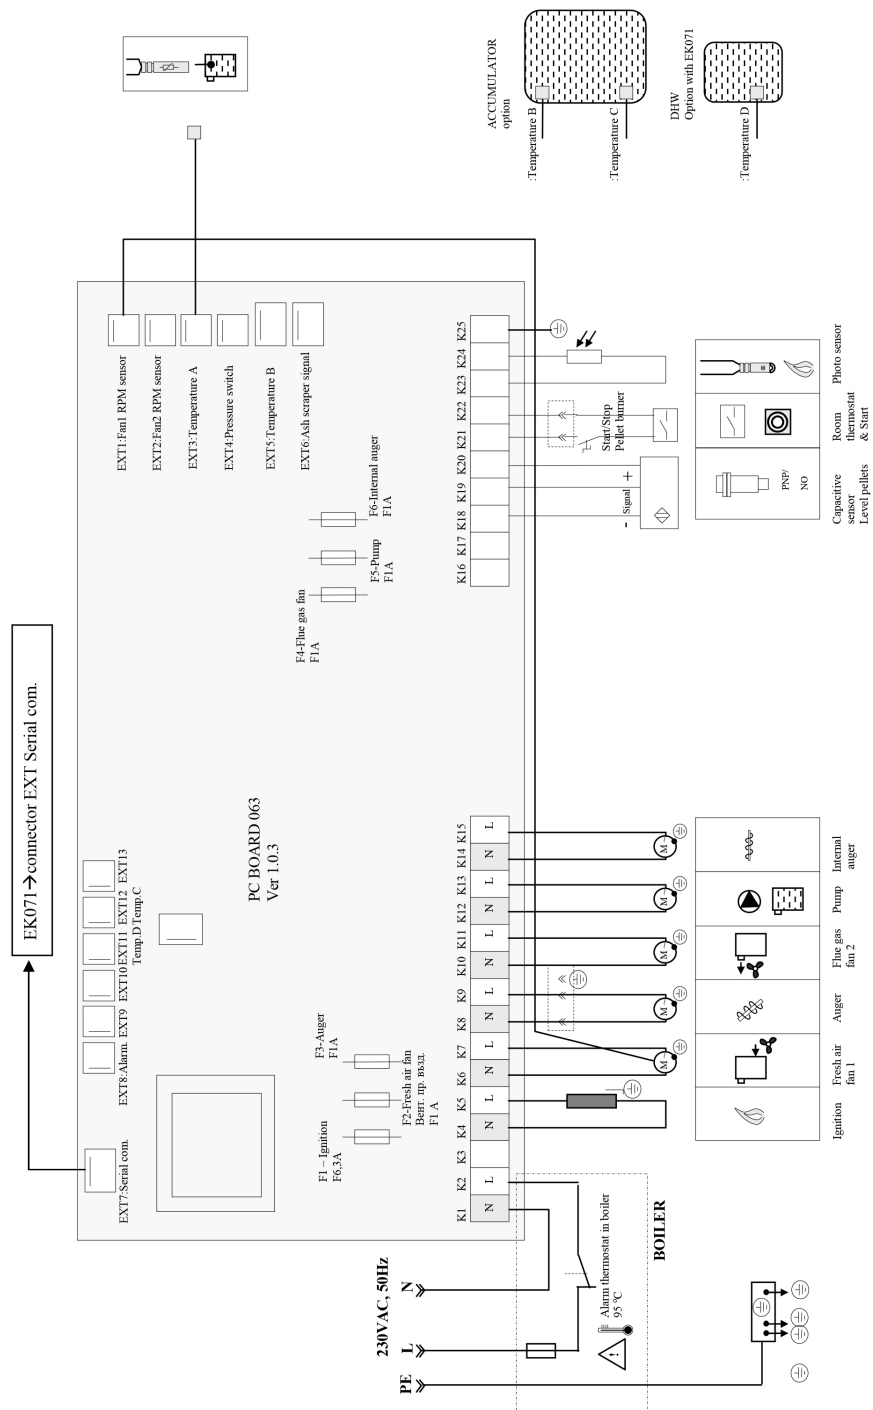 EK071→connector EXT Serial com.
ACCUMULATOR
option
:Temperature B
:Temperature C
DHW
Option with EK071
:Temperature D
EXT7:Serial com.
EXT8:Alarm.
EXT9
EXT10
EXT11
Temp.D
EXT12
Temp.C
EXT13
PC BOARD 063
Ver 1.0.3
EXT1:Fan1 RPM sensor
EXT2:Fan2 RPM sensor
EXT3:Temperature A
EXT4:Pressure switch
EXT5:Temperature B
EXT6:Ash scraper signal
F1 – Ignition
F6,3A
F2-Fresh air fan
Вент. пр. възд.
F1 A
F3-Auger
F1A
F4-Flue gas fan
F1A
F5-Pump
F1A
F6-Internal auger
F1A
K1
K2
K3
K4
K5
K6
K7
K8
K9
K10
K11
K12
K13
K14
K15
K16
K17
K18
K19
K20
K21
K22
K23
K24
K25
N
L
N
L
N
L
N
L
N
L
N
L
N
L
230VAC, 50Hz
PE
L
N
Alarm thermostat in boiler
95 °C
BOILER
M ~
M ~
M ~
M ~
M ~
- Signal +
Start/Stop
Pellet burner
PNP/
NO
Ignition
Fresh air
fan 1
Auger
Flue gas
fan 2
Pump
Internal
auger
Capacitive
sensor
Level pellets
Room
thermostat
& Start
Photo sensor